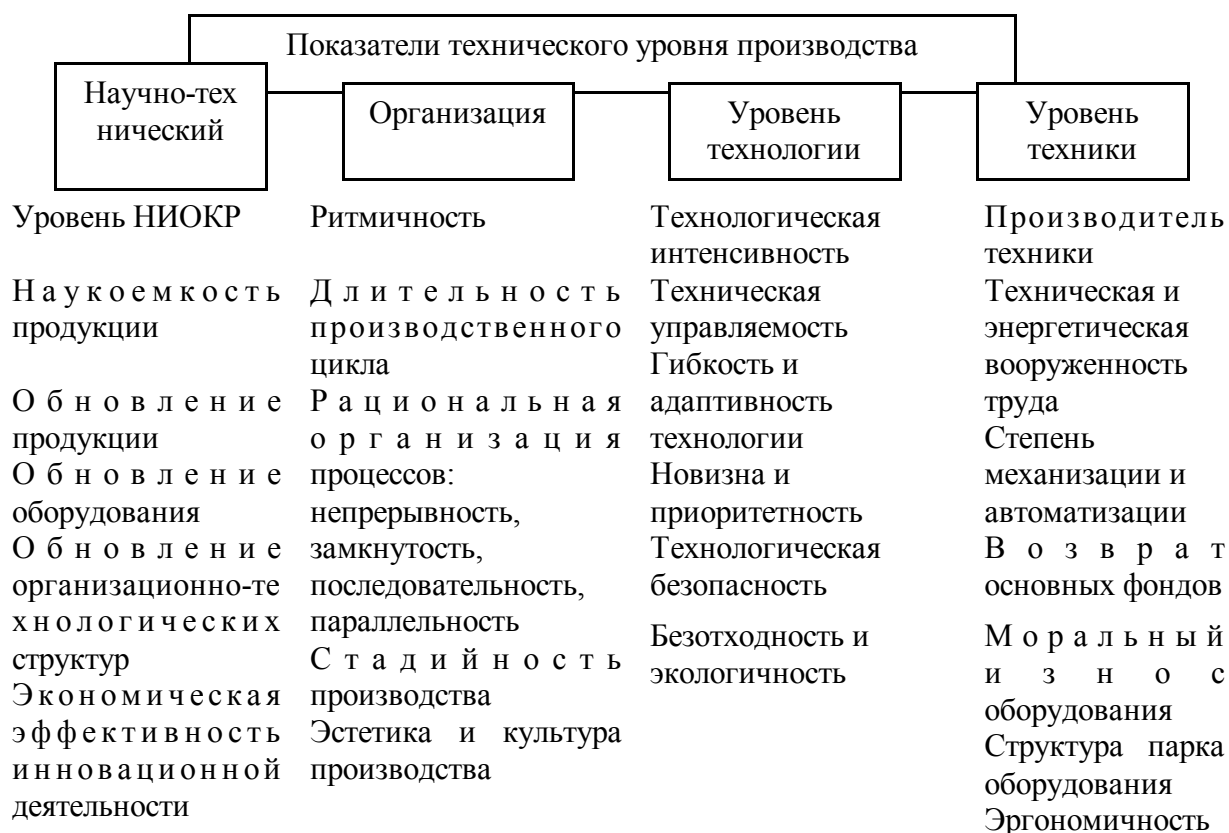 Показатели технического уровня производства
Научно-тех
нический
Организация
Уровень
технологии
Уровень
техники
Уровень НИОКР
Наукоемкость
продукции
Обновление
продукции
Обновление
оборудования
Обновление
организационно-те
хнологических
структур
Экономическая
эффективность
инновационной
деятельности
Ритмичность
Длительность
производственного
цикла
Рациональная
организация
процессов:
непрерывность,
замкнутость,
последовательность,
параллельность
Стадийность
производства
Эстетика и культура
производства
Технологическая
интенсивность
Техническая
управляемость
Гибкость и
адаптивность
технологии
Новизна и
приоритетность
Технологическая
безопасность
Безотходность и
экологичность
Производитель
техники
Техническая и
энергетическая
вооруженность
труда
Степень
механизации и
автоматизации
Возврат
основных фондов
Моральный
износ
оборудования
Структура парка
оборудования
Эргономичность